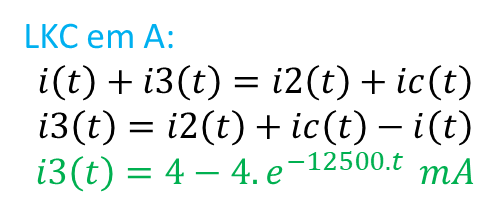 LKC em A:
i(t) + i3(t) = i2(t) + ic(t)
i3(t) = i2(t) + ic(t) − i(t)
i3(t) = 4 − 4.e^{−12500.t} mA